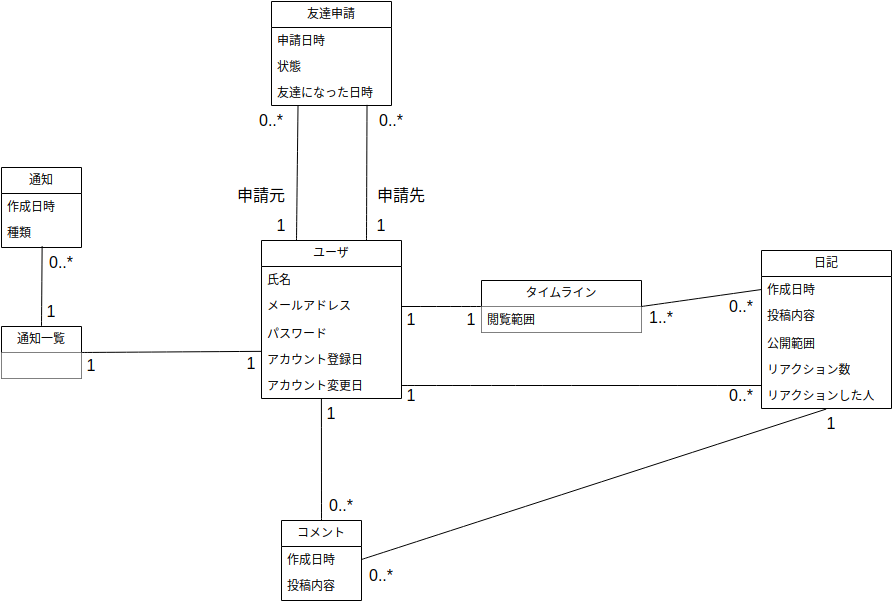 友達申請
申請日時
状態
友達になった日時
0..*
0..*
申請元
申請先
1
1
通知
作成日時
種類
0..*
1
通知一覧
1
1
ユーザ
氏名
メールアドレス
パスワード
アカウント登録日
アカウント変更日
1
1
タイムライン
閲覧範囲
1..*
0..*
1
0..*
日記
作成日時
投稿内容
公開範囲
リアクション数
リアクションした人
1
1
0..*
コメント
作成日時
投稿内容
0..*